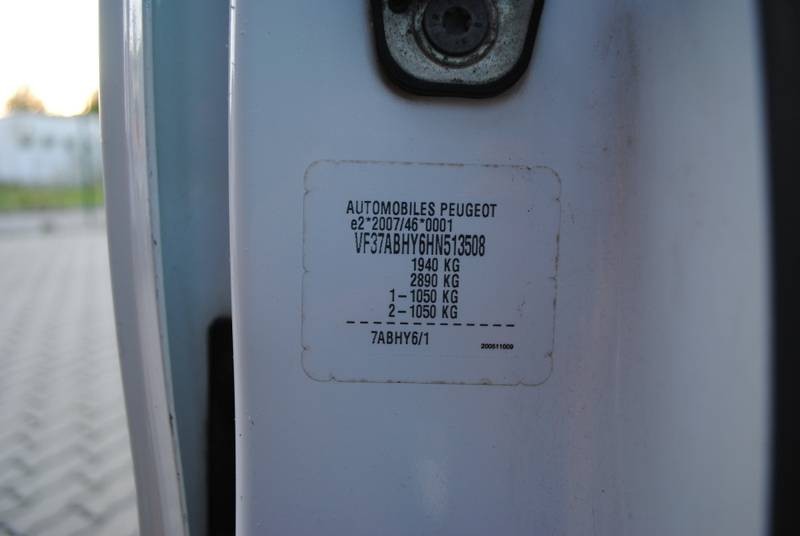 AUTOMOBILES PEUGEOT
e2*2007/46*0001
VF37ABHY6HN513508
1940 KG
2890 KG
1-1050 KG
2-1050 KG
7ABHY6/1
200511009